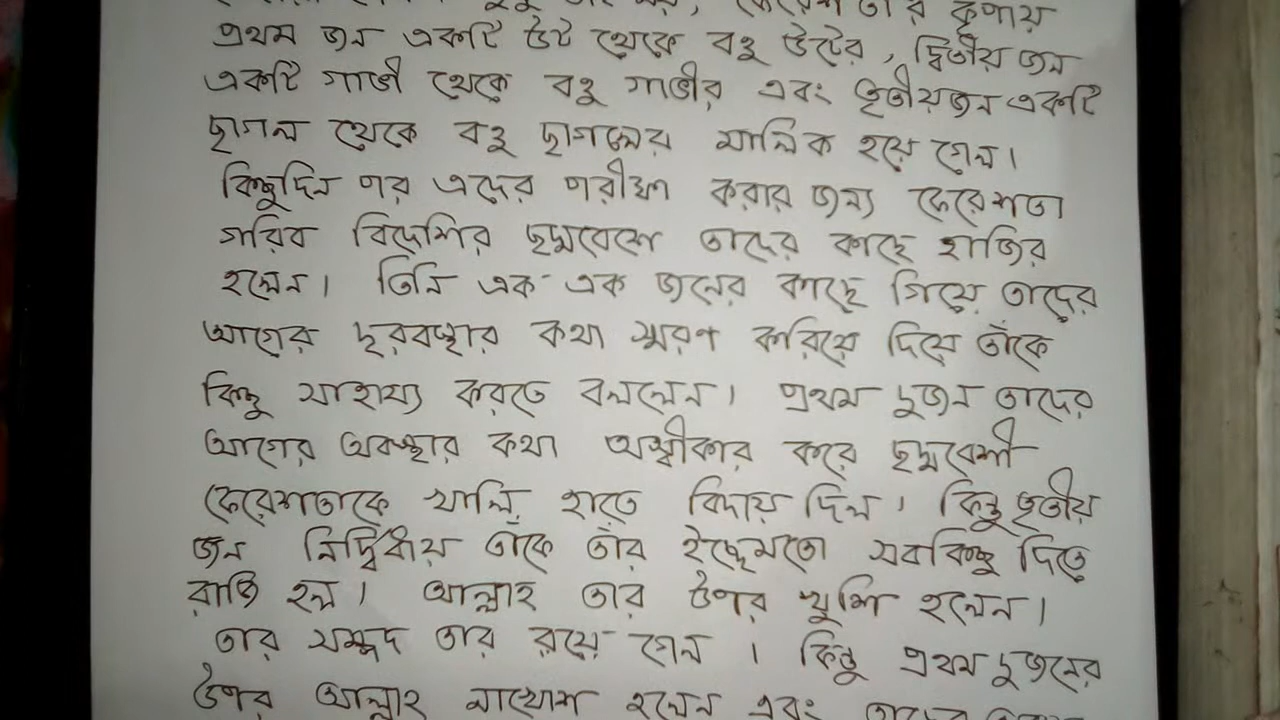 ফেরেশতার কৃপায়
প্রথম জন একটি উট থেকে বহু উটের, দ্বিতীয় জন
একটি গাভী থেকে বহু গাভীর এবং তৃতীয়জন একটি
ছাগল থেকে বহু ছাগলের মালিক হয়ে গেল।
কিছুদিন পর এদের পরীক্ষা করার জন্য ফেরেশতা
গরিব বিদেশির ছদ্মবেশে তাদের কাছে হাজির
হলেন। তিনি এক এক জনের কাছে গিয়ে তাদের
আগের দুরবস্থার কথা স্মরণ করিয়ে দিয়ে তাঁকে
কিছু সাহায্য করতে বললেন। প্রথম দুজন তাদের
আগের অবস্থার কথা অস্বীকার করে ছদ্মবেশী
ফেরেশতাকে খালি হাতে বিদায় দিল। কিন্তু তৃতীয়
জন নির্দ্বিধায় তাঁকে তাঁর ইচ্ছেমতো সবকিছু দিতে
রাজি হল। আল্লাহ তার উপর খুশি হলেন।
তার সম্পদ তার রয়ে গেল। কিন্তু প্রথম দুজনের
উপর আল্লাহ নাখোশ হলেন এবং তাদের